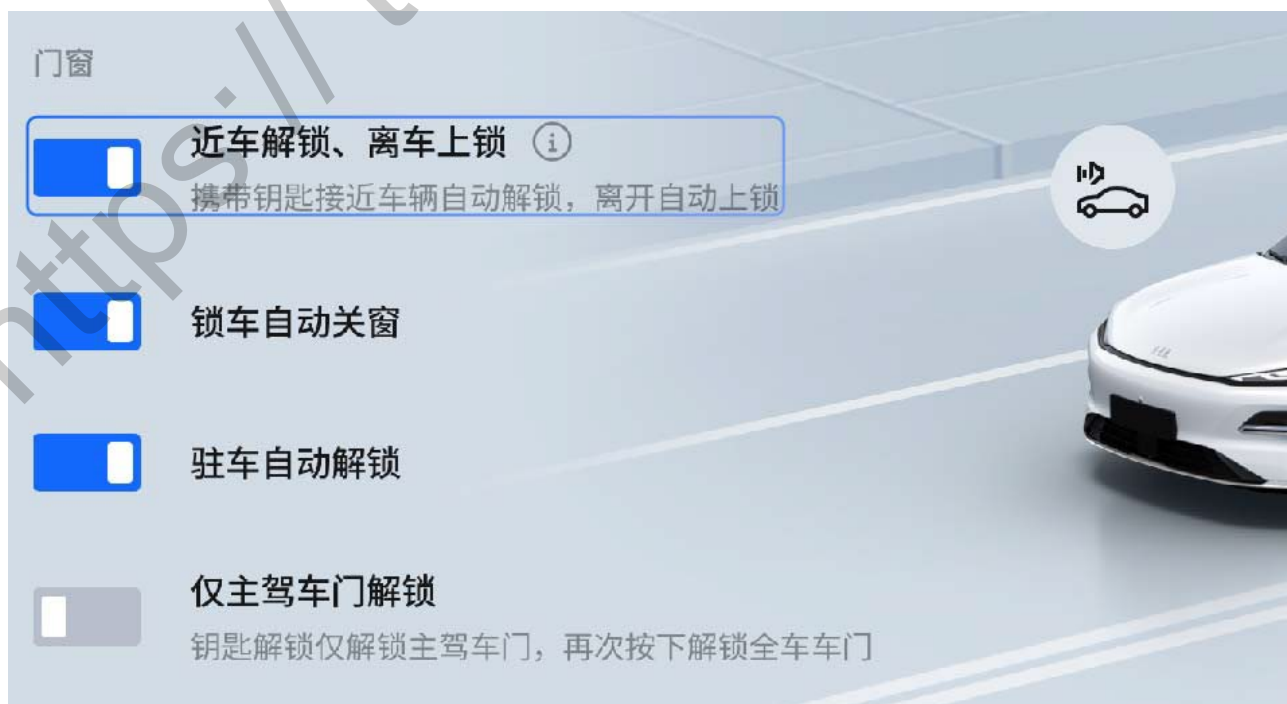 门窗
近车解锁、离车上锁 i
携带钥匙接近车辆自动解锁，离开自动上锁
锁车自动关窗
驻车自动解锁
仅主驾车门解锁
钥匙解锁仅解锁主驾车门，再次按下解锁全车车门
https://